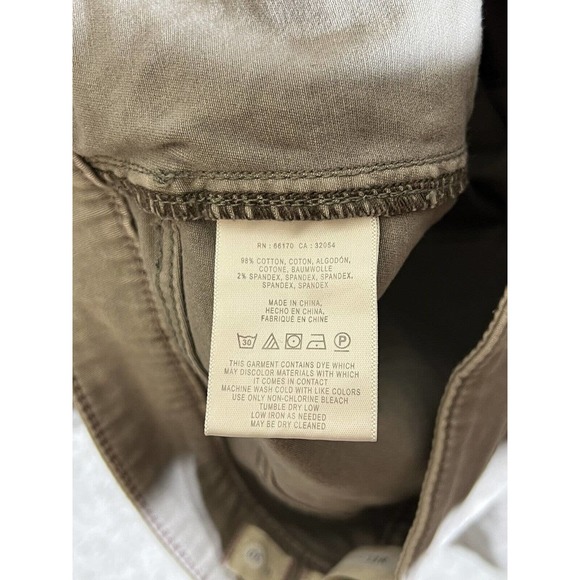 RN : 66170 CA : 32054
98% COTTON, COTON, ALGODÓN,
COTONE, BAUMWOLLE
2% SPANDEX, SPANDEX, SPANDEX,
SPANDEX, SPANDEX
MADE IN CHINA.
HECHO EN CHINA.
FABRIQUÉ EN CHINE
30 P
THIS GARMENT CONTAINS DYE WHICH
MAY DISCOLOR MATERIALS WITH WHICH
IT COMES IN CONTACT
MACHINE WASH COLD WITH LIKE COLORS
USE ONLY NON-CHLORINE BLEACH
TUMBLE DRY LOW
LOW IRON AS NEEDED
MAY BE DRY CLEANED